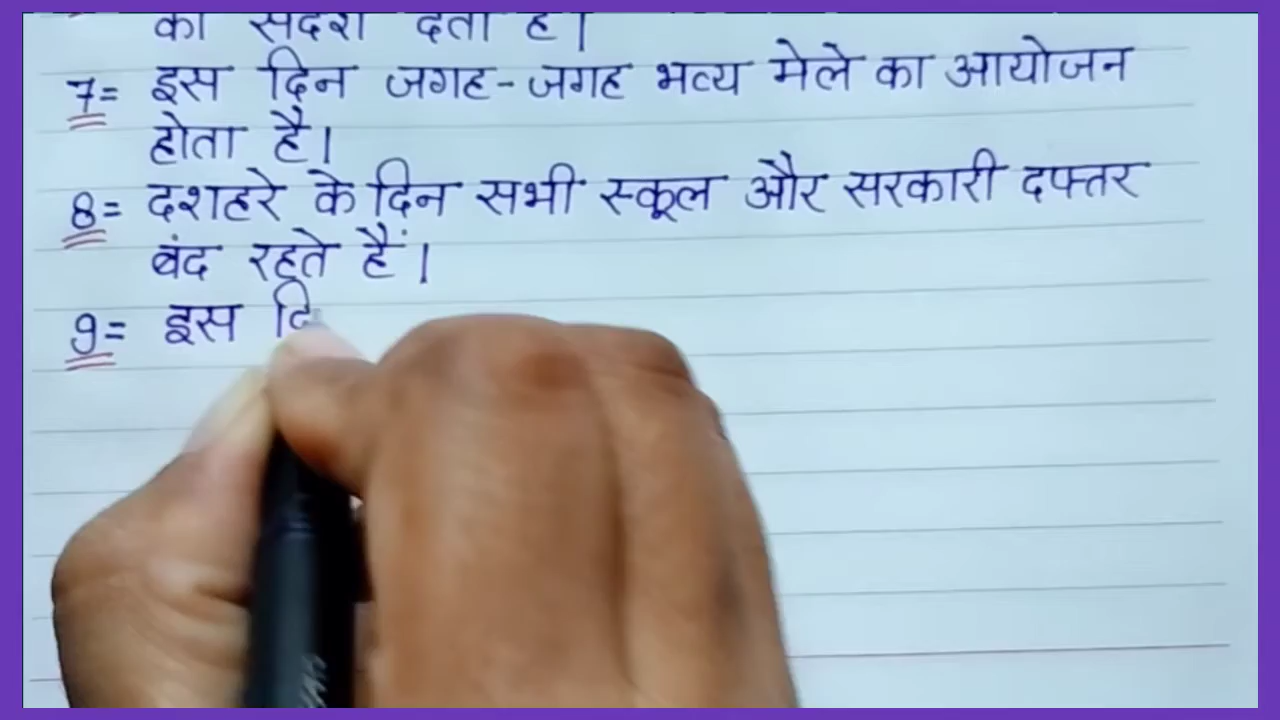 का संदेश देता है।
7= इस दिन जगह-जगह भव्य मेले का आयोजन
होता है।
8= दशहरे के दिन सभी स्कूल और सरकारी दफ्तर
बंद रहते हैं।
9= इस दि